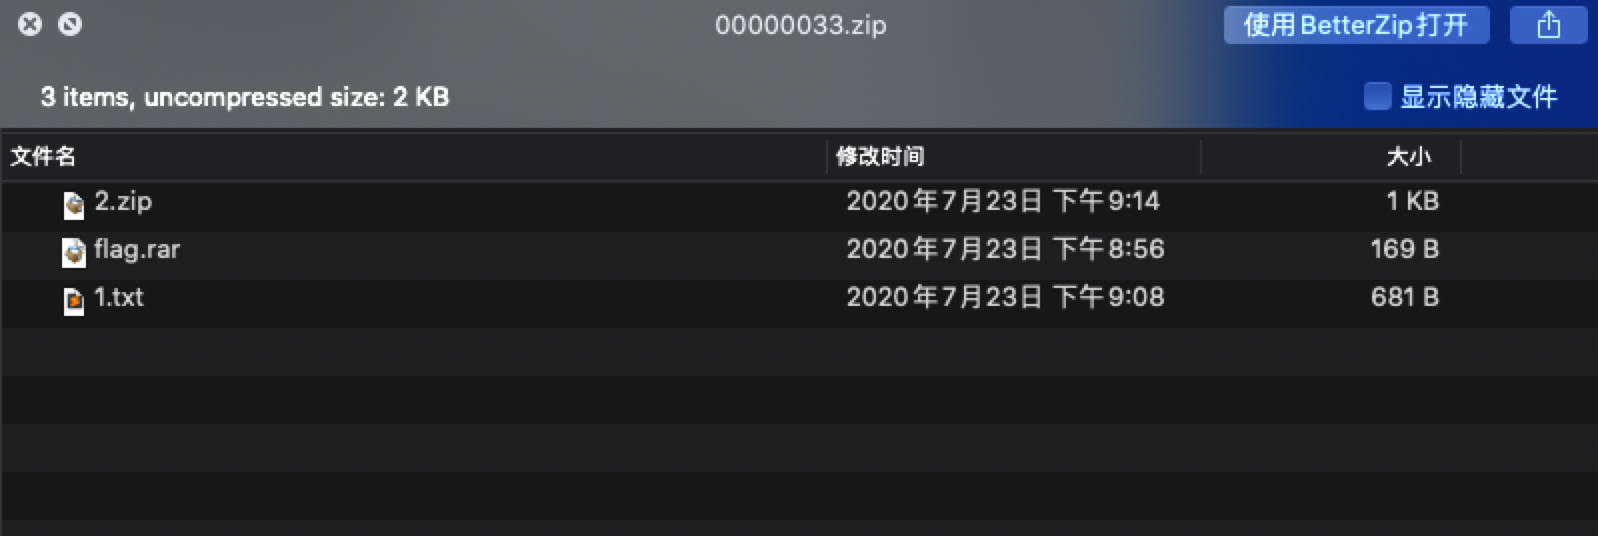 00000033.zip 使用BetterZip打开
3 items, uncompressed size: 2 KB 显示隐藏文件
文件名 修改时间 大小
2.zip 2020年7月23日 下午9:14 1 KB
flag.rar 2020年7月23日 下午8:56 169 B
1.txt 2020年7月23日 下午9:08 681 B